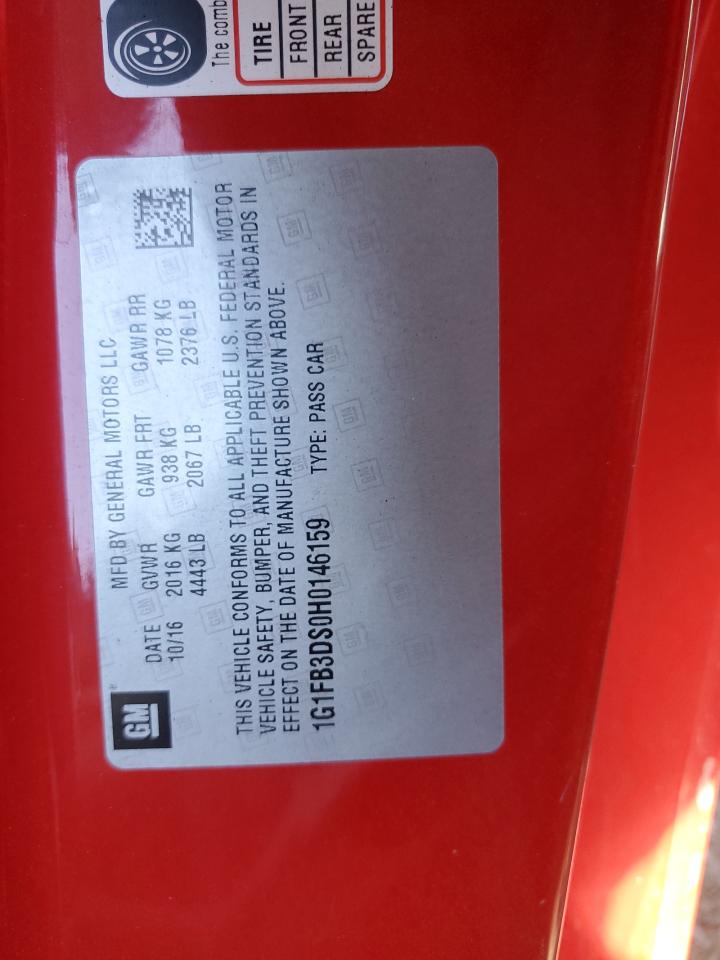 The comb
TIRE
FRONT
REAR
SPARE
GM
MFD BY GENERAL MOTORS LLC
DATE GVWR GAWR FRT GAWR RR
10/16 2016 KG 938 KG 1078 KG
4443 LB 2067 LB 2376 LB
THIS VEHICLE CONFORMS TO ALL APPLICABLE U.S. FEDERAL MOTOR
VEHICLE SAFETY, BUMPER, AND THEFT PREVENTION STANDARDS IN
EFFECT ON THE DATE OF MANUFACTURE SHOWN ABOVE.
1G1FB3DS0H0146159 TYPE: PASS CAR